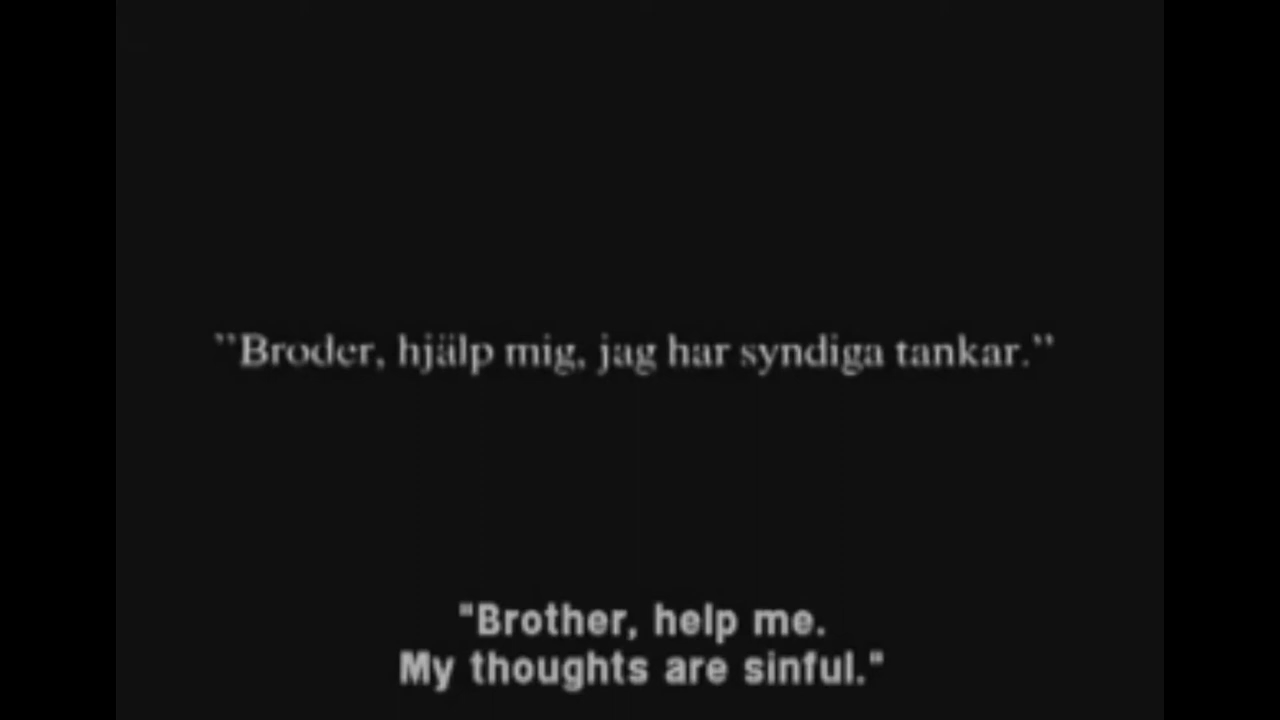 ”Broder, hjälp mig, jag har syndiga tankar.”
"Brother, help me.
My thoughts are sinful."